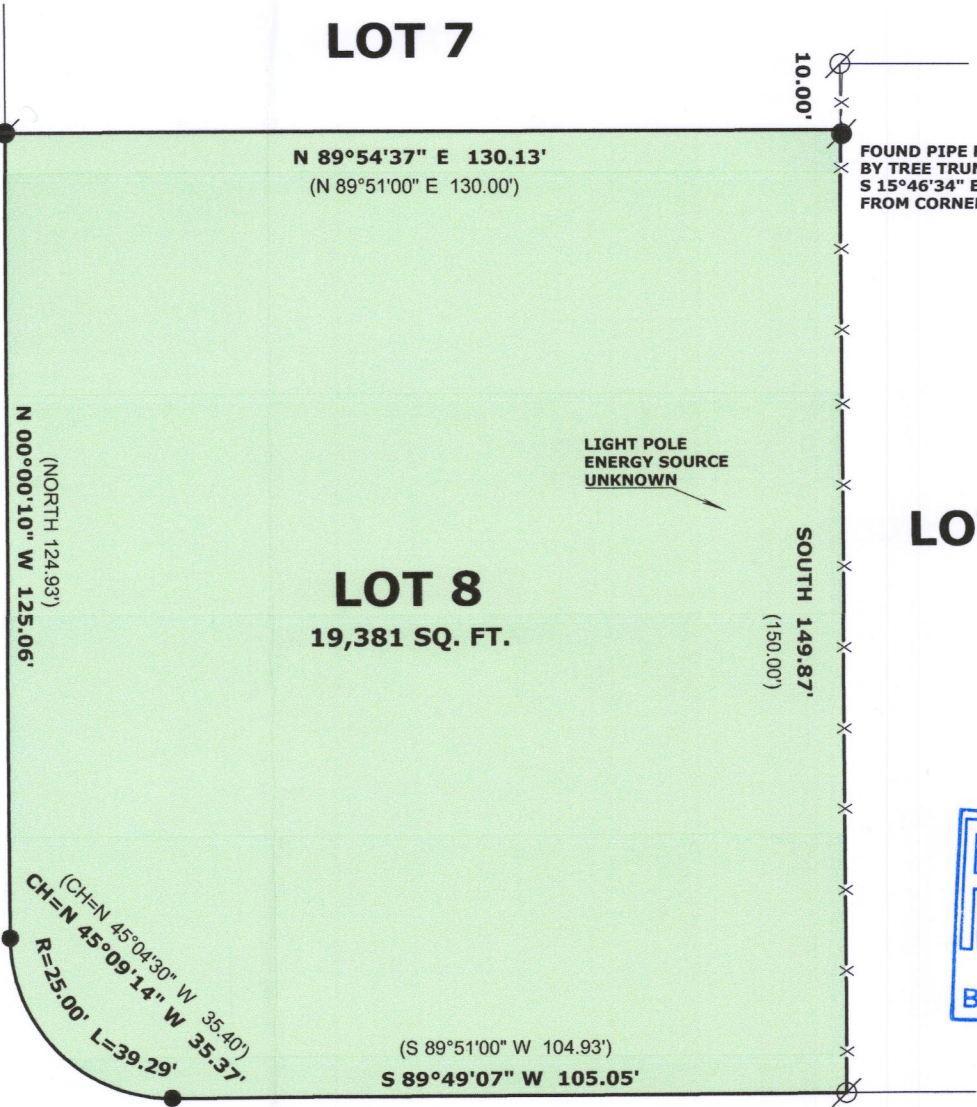 LOT 7
10.00'
N 89°54'37" E 130.13'
(N 89°51'00" E 130.00')
FOUND PIPE
BY TREE
S 15°46'34" E
FROM
LIGHT POLE
ENERGY SOURCE
UNKNOWN
N 00°00'10" W 125.06'
(NORTH 124.93')
LOT 8
19,381 SQ. FT.
SOUTH 149.87'
(150.00')
(CH=N 45°04'30" W 35.40')
CH=N 45°09'14" W 35.37'
R=25.00' L=39.29'
(S 89°51'00" W 104.93')
S 89°49'07" W 105.05'